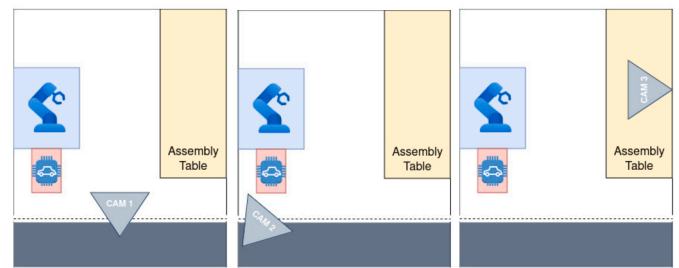 Assembly
Table
CAM 1
Assembly
Table
CAM 2
CAM 3
Assembly
Table